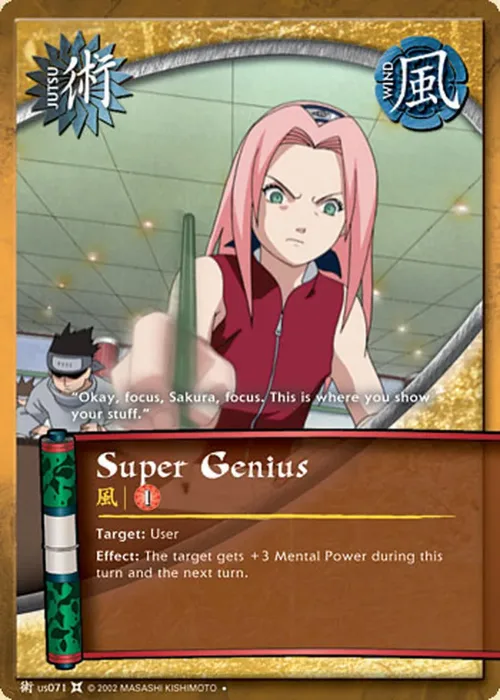 JUTSU 術
WIND 風
"Okay, focus, Sakura, focus. This is where you show
your stuff."
Super Genius
風 | 1
Target: User
Effect: The target gets +3 Mental Power during this
turn and the next turn.
術 US071 © 2002 MASASHI KISHIMOTO